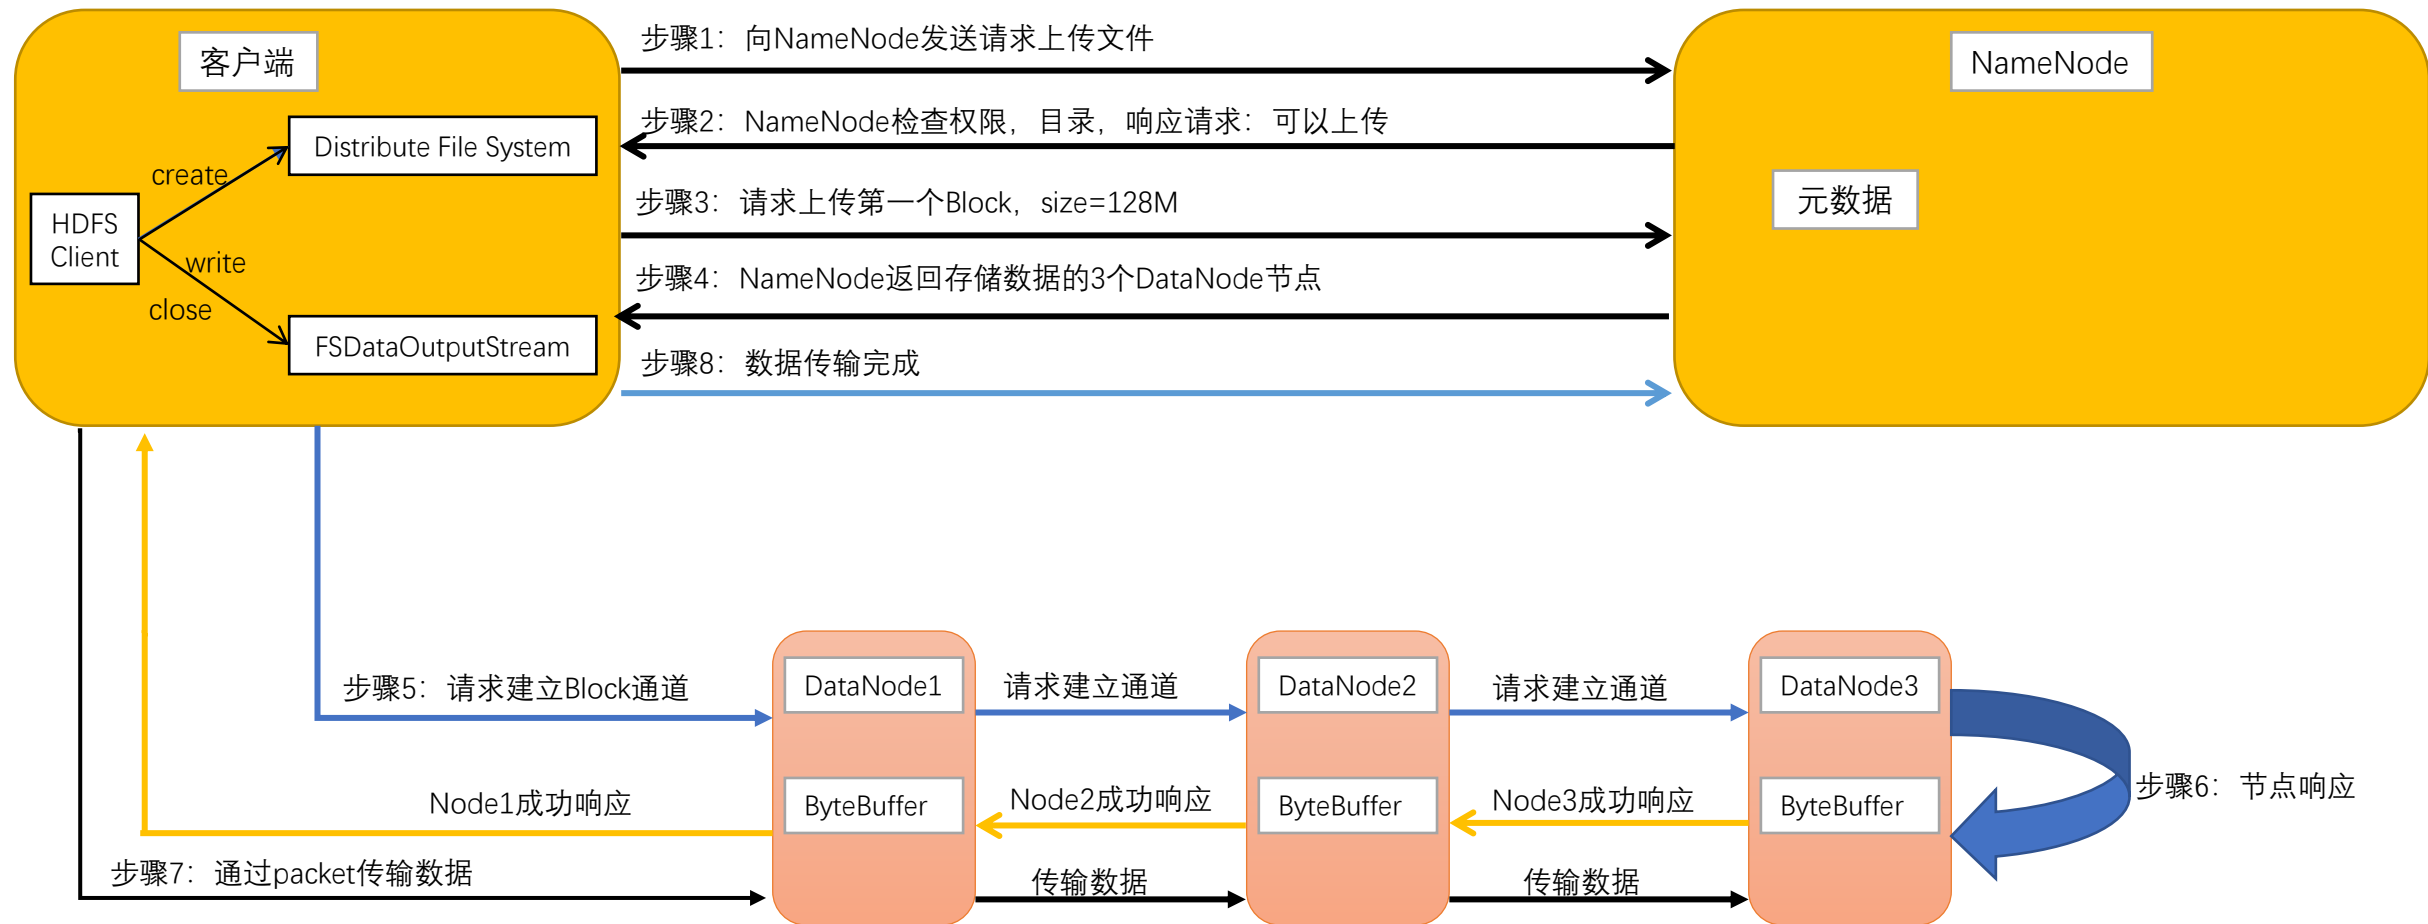 客户端
Distribute File System
create
HDFS
Client
write
close
FSDataOutputStream
步骤1：向NameNode发送请求上传文件
步骤2：NameNode检查权限，目录，响应请求：可以上传
步骤3：请求上传第一个Block，size=128M
步骤4：NameNode返回存储数据的3个DataNode节点
步骤8：数据传输完成
NameNode
元数据
步骤5：请求建立Block通道
DataNode1
请求建立通道
DataNode2
请求建立通道
DataNode3
步骤6：节点响应
Node1成功响应
ByteBuffer
Node2成功响应
ByteBuffer
Node3成功响应
ByteBuffer
步骤7：通过packet传输数据
传输数据
传输数据